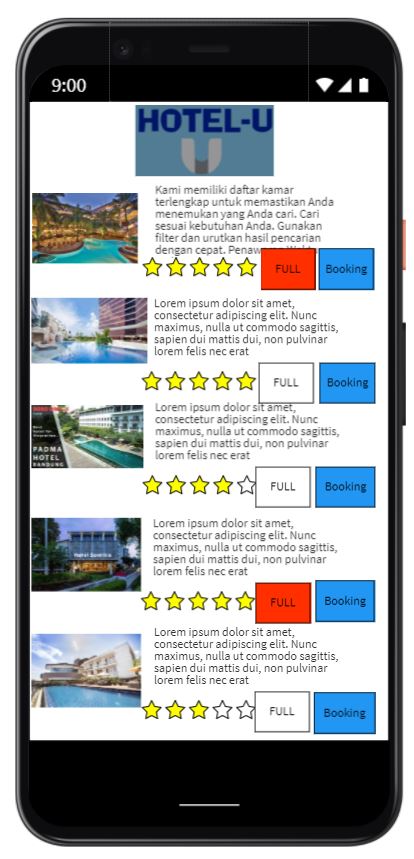 9:00
HOTEL-U
Kami memiliki daftar kamar
terlengkap untuk memastikan Anda
menemukan yang Anda cari. Cari
sesuai kebutuhan Anda. Gunakan
filter dan urutkan hasil pencarian
dengan cepat.
FULL
Booking
Lorem ipsum dolor sit amet,
consectetur adipiscing elit. Nunc
maximus, nulla ut commodo sagittis,
sapien dui mattis dui, non pulvinar
lorem felis nec erat
FULL
Booking
PADMA
HOTEL
BANDUNG
Lorem ipsum dolor sit amet,
consectetur adipiscing elit. Nunc
maximus, nulla ut commodo sagittis,
sapien dui mattis dui, non pulvinar
lorem felis nec erat
FULL
Booking
Lorem ipsum dolor sit amet,
consectetur adipiscing elit. Nunc
maximus, nulla ut commodo sagittis,
sapien dui mattis dui, non pulvinar
lorem felis nec erat
FULL
Booking
Lorem ipsum dolor sit amet,
consectetur adipiscing elit. Nunc
maximus, nulla ut commodo sagittis,
sapien dui mattis dui, non pulvinar
lorem felis nec erat
FULL
Booking